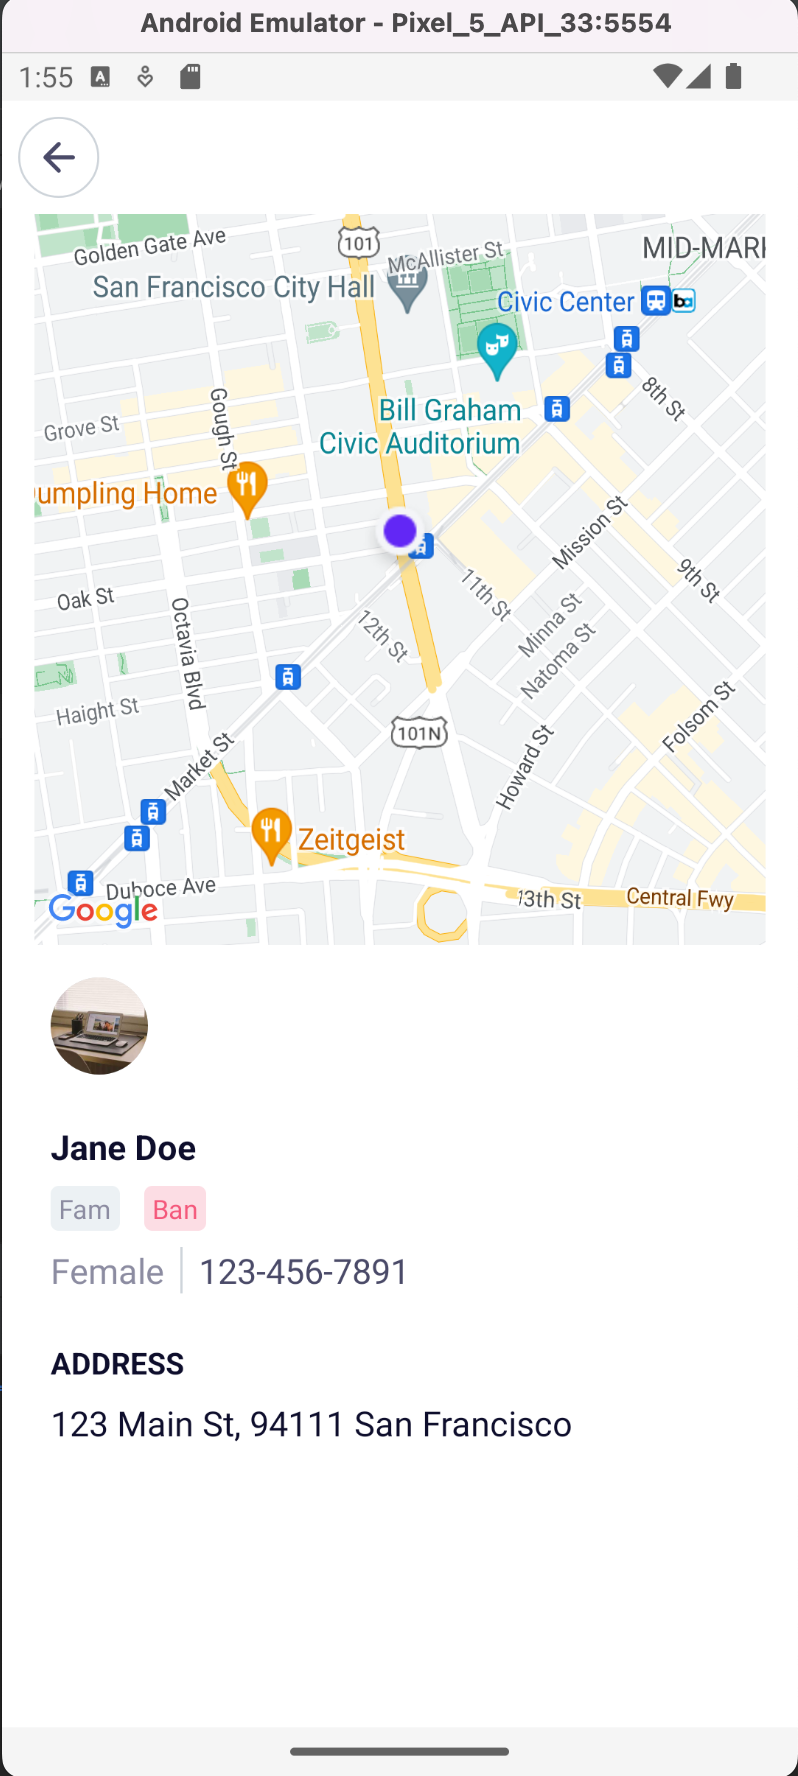 Android Emulator - Pixel_5_API_33:5554
1:55
A
Golden Gate Ave
101
McAllister St
MID-MARK
San Francisco City Hall
Civic Center
ba
8th St
Gough St
Bill Graham
Civic Auditorium
Grove St
umpling Home
Mission St
9th St
11th St
Oak St
Octavia Blvd
12th St
Minna St
Natoma St
Haight St
Folsom St
101N
Market St
Howard St
Zeitgeist
Duboce Ave
13th St
Central Fwy
Google
Jane Doe
Fam
Ban
Female
123-456-7891
ADDRESS
123 Main St, 94111 San Francisco